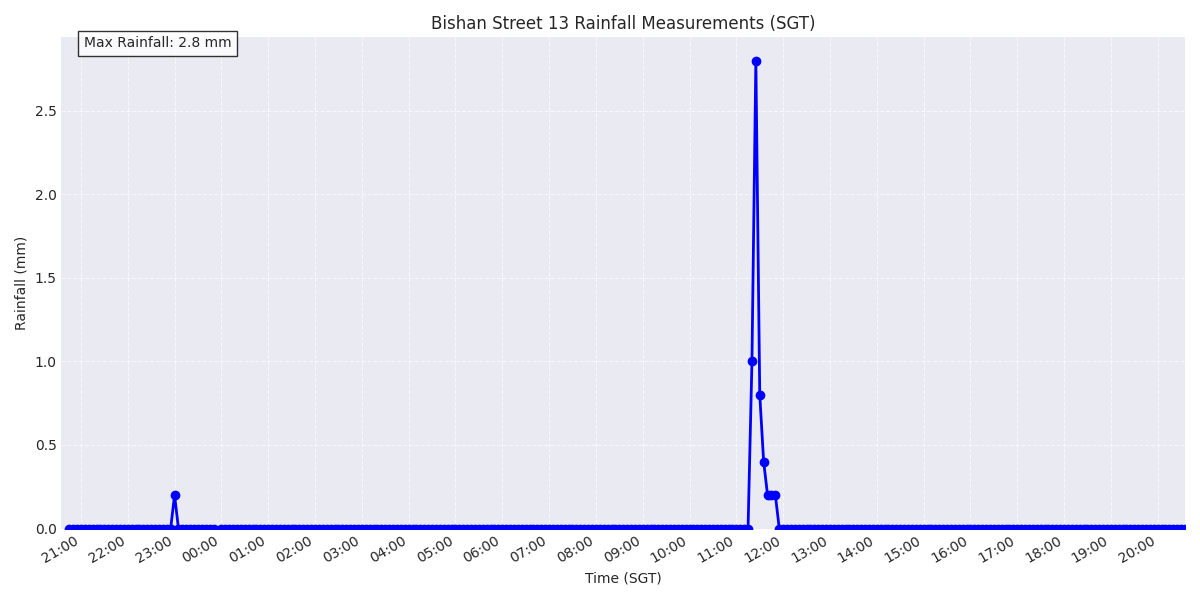 Bishan Street 13 Rainfall Measurements (SGT)
Max Rainfall: 2.8 mm
Rainfall (mm)
2.5
2.0
1.5
1.0
0.5
0.0
21:00 22:00 23:00 00:00 01:00 02:00 03:00 04:00 05:00 06:00 07:00 08:00 09:00 10:00 11:00 12:00 13:00 14:00 15:00 16:00 17:00 18:00 19:00 20:00
Time (SGT)